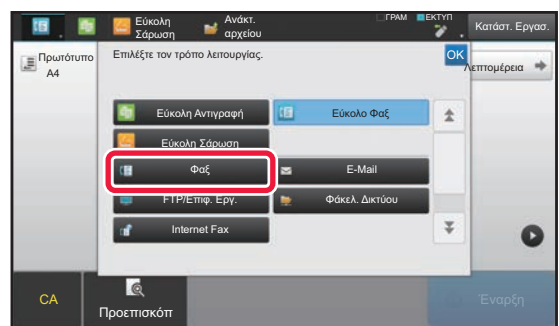 Εύκολη Σάρωση
Ανάκτ. αρχείου
ΓΡΑΜ
ΕΚΤΥΠ
Κατάστ. Εργασ.
Πρωτότυπο
A4
Επιλέξτε τον τρόπο λειτουργίας.
OK
Λεπτομέρεια
Εύκολη Αντιγραφή
Εύκολο Φαξ
Εύκολη Σάρωση
Φαξ
E-Mail
FTP/Επιφ. Εργ.
Φάκελ. Δικτύου
Internet Fax
CA
Προεπισκόπ
Έναρξη